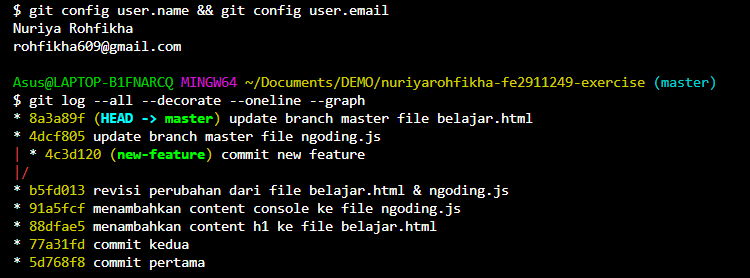 $ git config user.name && git config user.email
Nuriya Rohfikha
rohfikha609@gmail.com
Asus@LAPTOP-B1FNARCQ MINGW64 ~/Documents/DEMO/nuriyarohfikha-fe2911249-exercise (master)
$ git log --all --decorate --oneline --graph
* 8a3a89f (HEAD -> master) update branch master file belajar.html
* 4dcf805 update branch master file ngoding.js
| * 4c3d120 (new-feature) commit new feature
|/
* b5fd013 revisi perubahan dari file belajar.html & ngoding.js
* 91a5fcf menambahkan content console ke file ngoding.js
* 88dfae5 menambahkan content h1 ke file belajar.html
* 77a31fd commit kedua
* 5d768f8 commit pertama